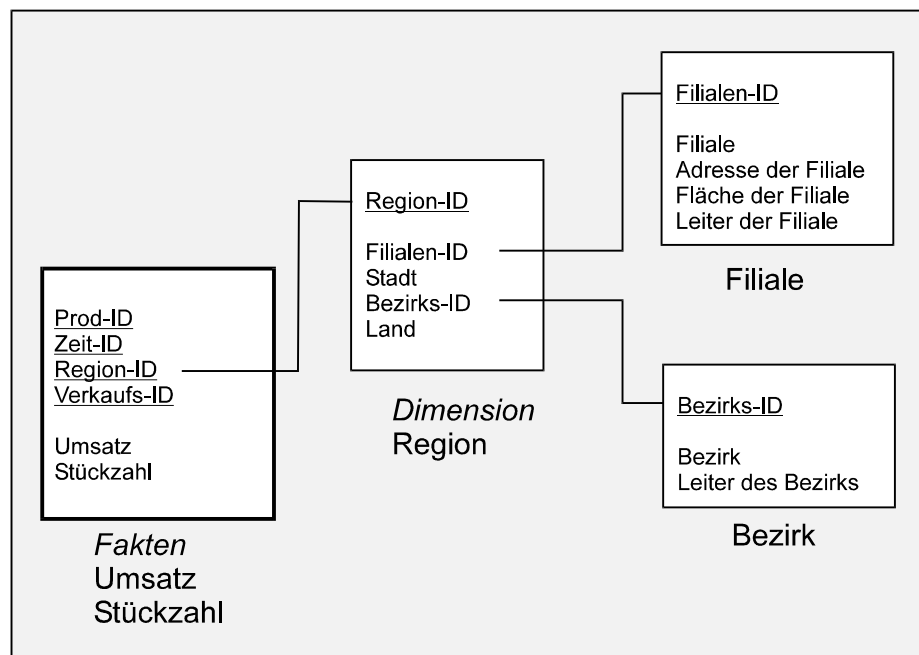 Prod-ID
Zeit-ID
Region-ID
Verkaufs-ID
Umsatz
Stückzahl
Fakten
Umsatz
Stückzahl
Region-ID
Filialen-ID
Stadt
Bezirks-ID
Land
Dimension
Region
Filialen-ID
Filiale
Adresse der Filiale
Fläche der Filiale
Leiter der Filiale
Filiale
Bezirks-ID
Bezirk
Leiter des Bezirks
Bezirk